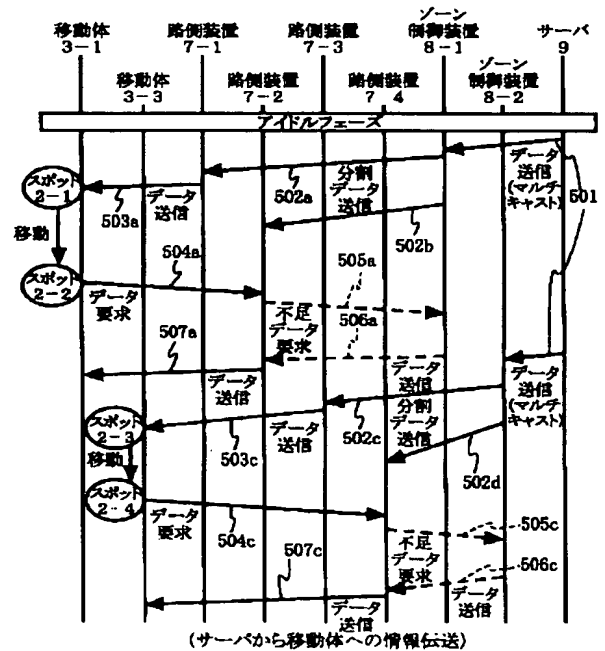 移動体
3-1
路側装置
7-1
路側装置
7-3
ゾーン
制御装置
8-1
サーバ
9
移動体
3-3
路側装置
7-2
路側装置
7-4
ゾーン
制御装置
8-2
アイドルフェーズ
スポット
2-1
503a
データ
送信
502a
分割
データ
送信
データ
送信
(マルチ
キャスト)
501
移動
502b
スポット
2-2
504a
データ
要求
505a
不足
データ
要求
506a
507a
データ
送信
データ
送信
データ
送信
(マルチ
キャスト)
スポット
2-3
503c
データ
送信
502c
分割
データ
送信
移動
502d
スポット
2-4
データ
要求
504c
505c
不足
データ
要求
506c
507c
データ
送信
データ
送信
(サーバから移動体への情報伝送)